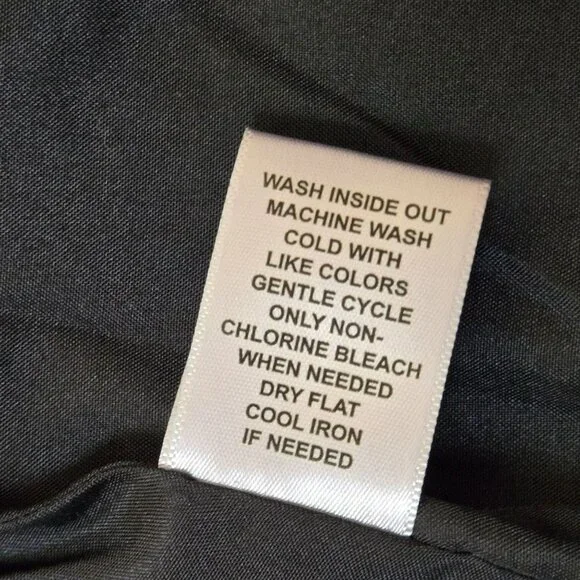 WASH INSIDE OUT
MACHINE WASH
COLD WITH
LIKE COLORS
GENTLE CYCLE
ONLY NON-
CHLORINE BLEACH
WHEN NEEDED
DRY FLAT
COOL IRON
IF NEEDED